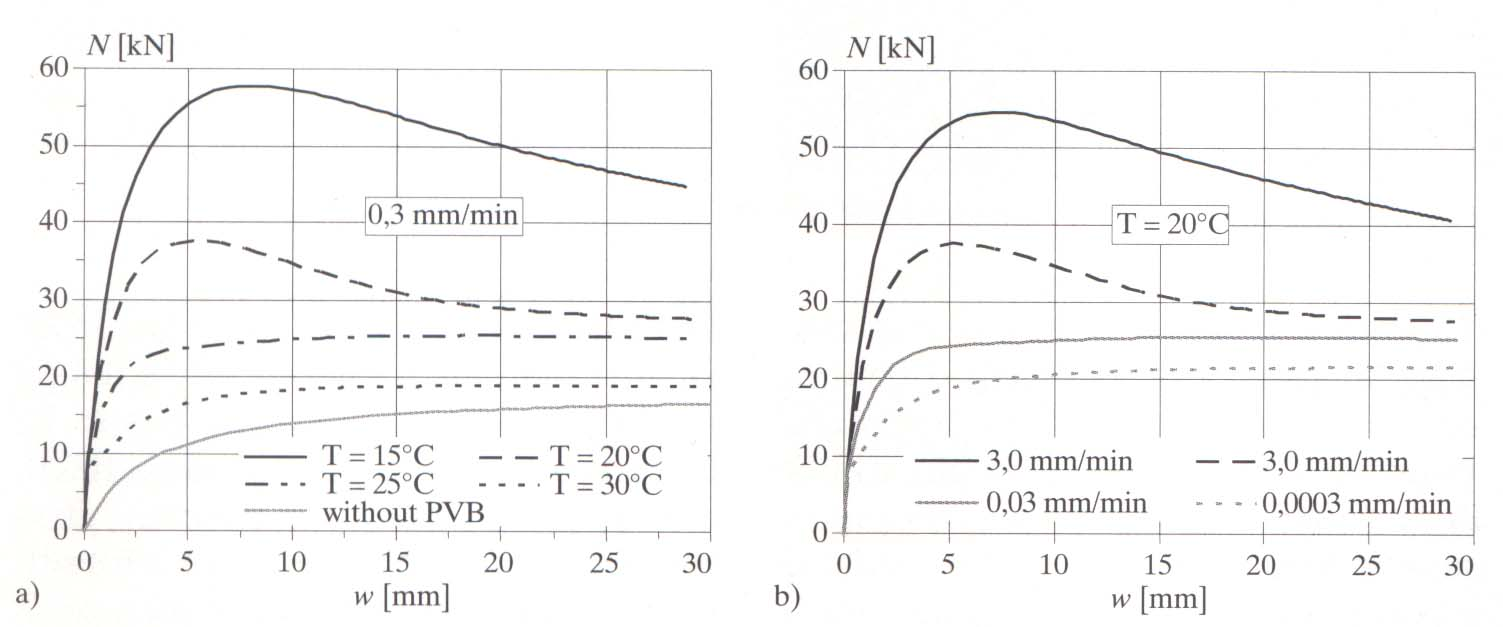 N [kN]
60
50
40
30
20
10
0
0,3 mm/min
T = 15°C
T = 20°C
T = 25°C
T = 30°C
without PVB
0 5 10 15 20 25 30
a)
w [mm]
N [kN]
60
50
40
30
20
10
0
T = 20°C
3,0 mm/min
3,0 mm/min
0,03 mm/min
0,0003 mm/min
0 5 10 15 20 25 30
b)
w [mm]